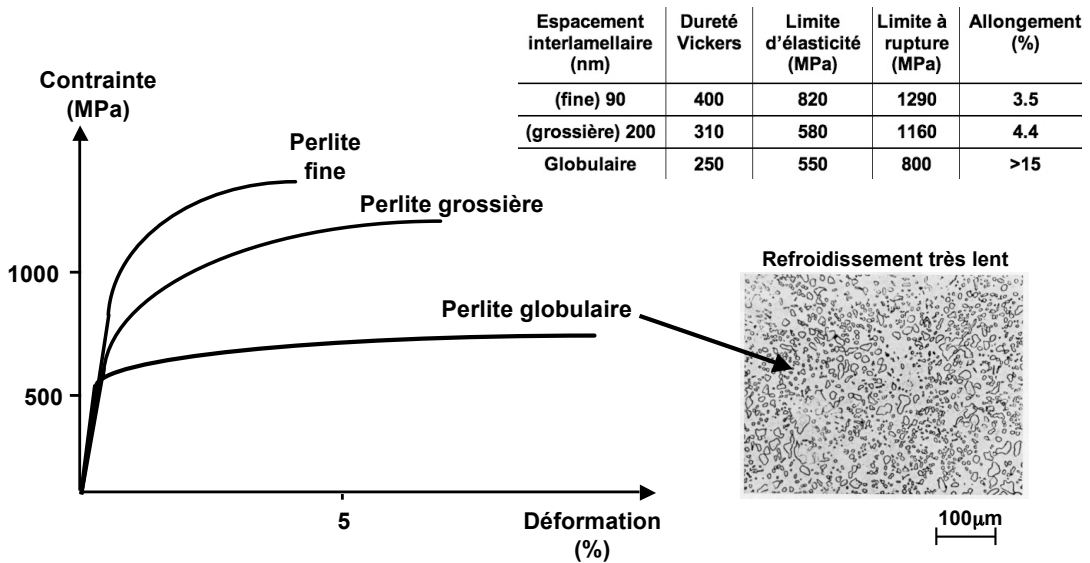 Espacement
interlamellaire
(nm)
Dureté
Vickers
Limite
d'élasticité
(MPa)
Limite à
rupture
(MPa)
Allongement
(%)
(fine) 90 400 820 1290 3.5
(grossière) 200 310 580 1160 4.4
Globulaire 250 550 800 >15
Contrainte
(MPa)
Perlite
fine
Perlite grossière
Refroidissement très lent
1000
Perlite globulaire
500
5
Déformation
(%)
100μm